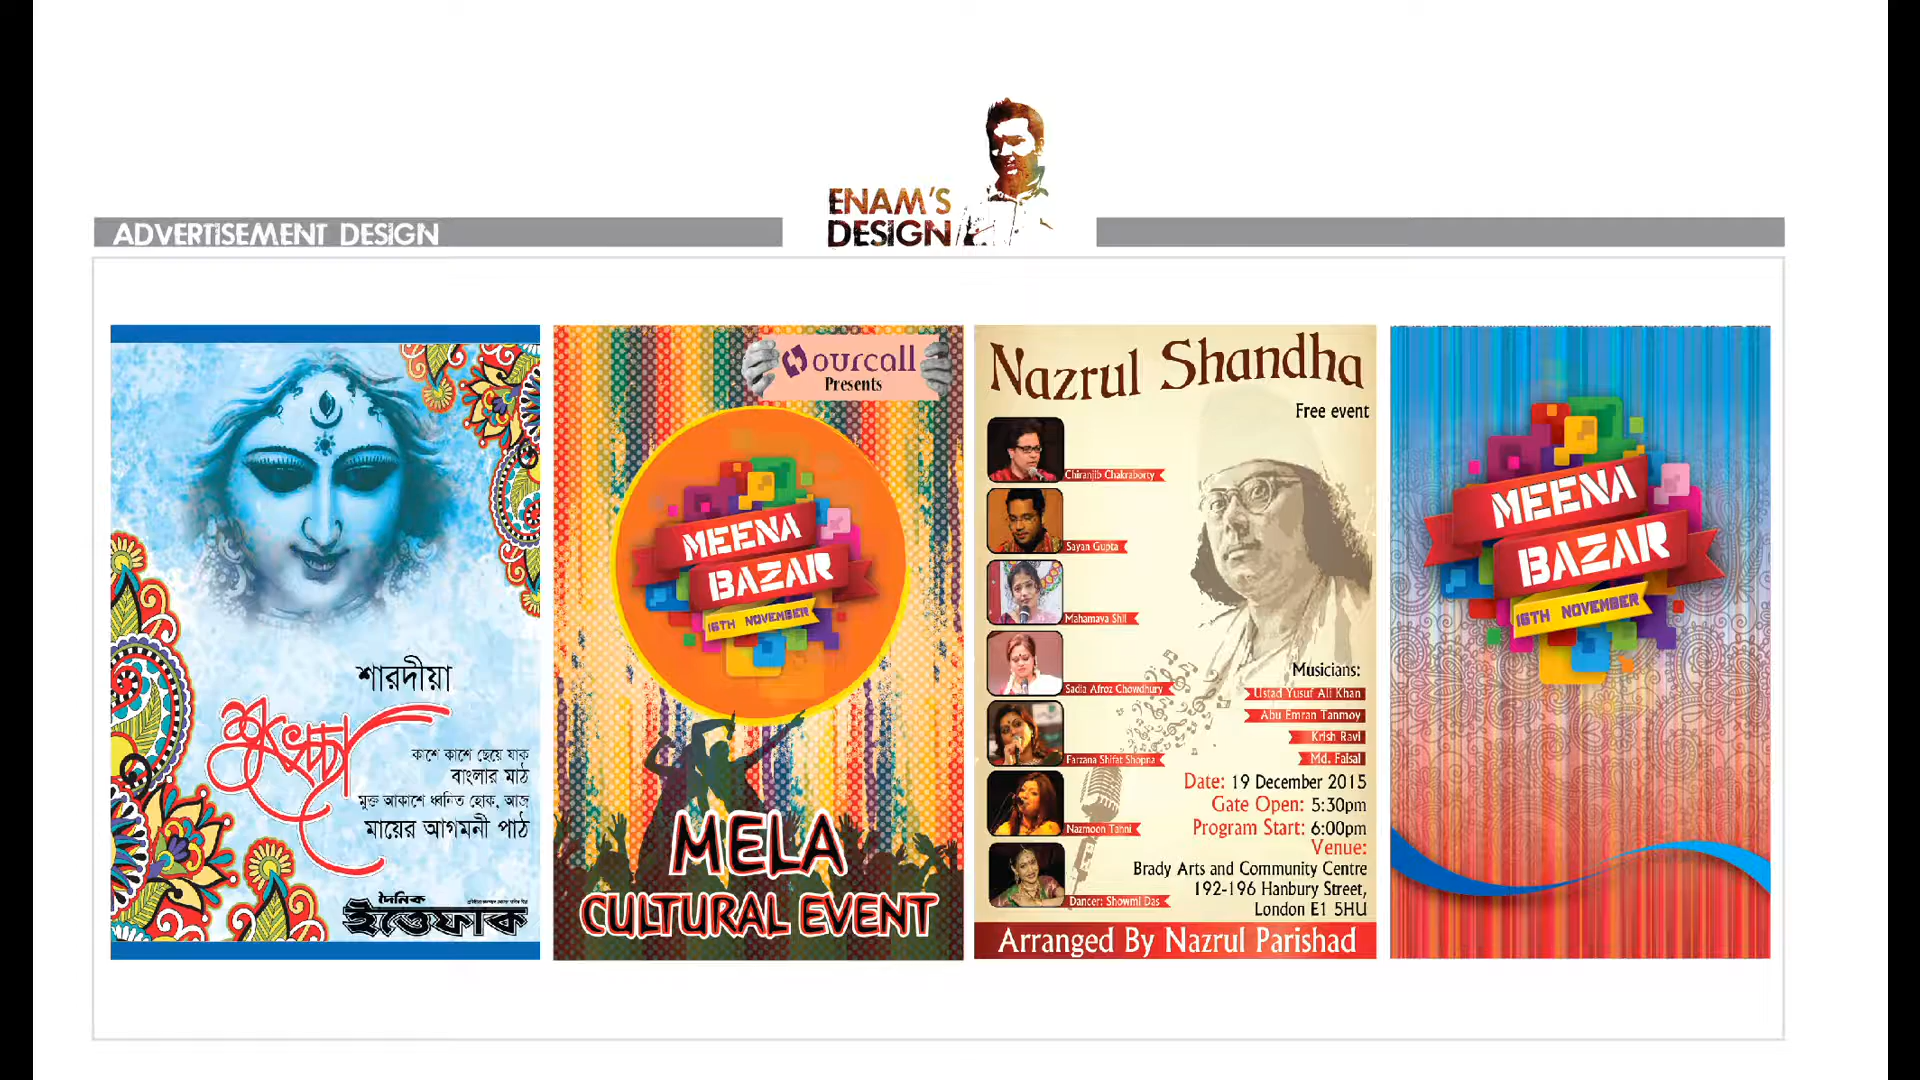 ENAM'S
DESIGN
ADVERTISEMENT DESIGN
শারদীয়া
শুভেচ্ছা
কাশে কাশে ছেয়ে যাক
বাংলার মাঠ
মুক্ত আকাশে ধ্বনিত হোক, আজ
মায়ের আগমনী পাঠ
দৈনিক
ইত্তেফাক
ourcall
Presents
MEENA
BAZAR
16TH NOVEMBER
MELA
CULTURAL EVENT
Nazrul Shandha
Free event
Chiranjib Chakraborty
Sayan Gupta
Mahamaya Shil
Sadia Afroz Chowdhury
Farzana Shifat Shopna
Nazmoon Tanni
Dancer: Showmi Das
Musicians:
Ustad Yusuf Ali Khan
Abu Emran Tanmoy
Krish Ravi
Md. Faisal
Date: 19 December 2015
Gate Open: 5:30pm
Program Start: 6:00pm
Venue:
Brady Arts and Community Centre
192-196 Hanbury Street,
London E1 5HU
Arranged By Nazrul Parishad
MEENA
BAZAR
16TH NOVEMBER